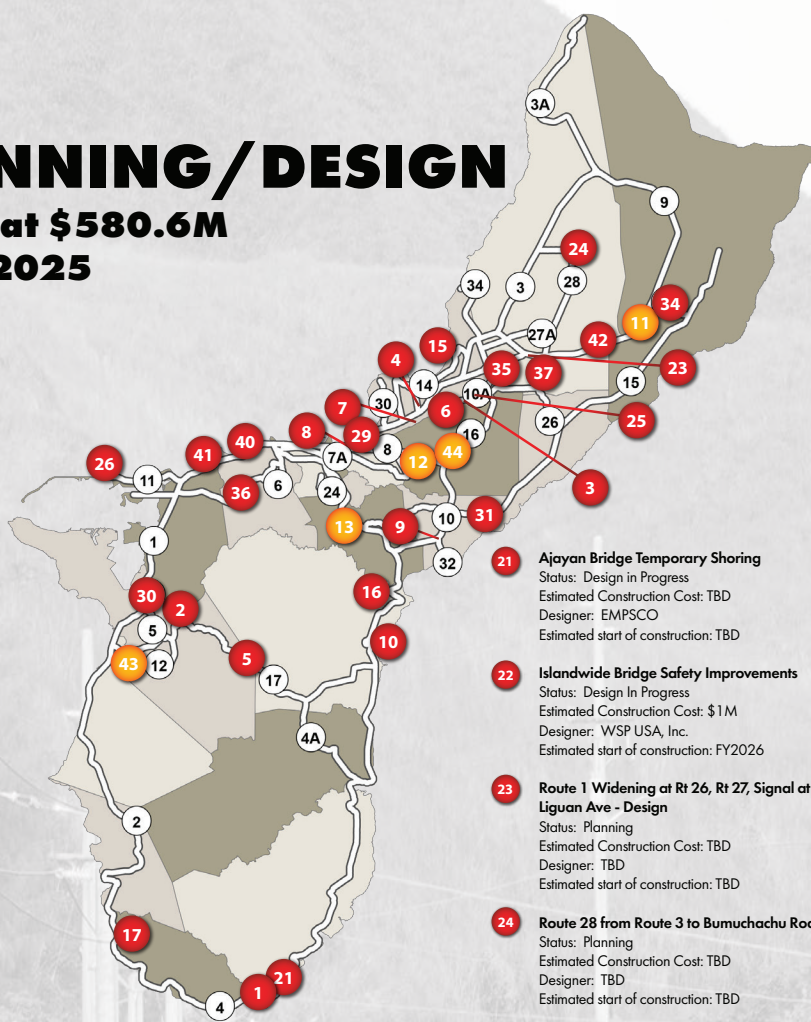 NNING/DESIGN
at $580.6M
2025
3A
9
24
34
3
28
34
11
15
27A
42
4
35
37
23
14
10A
15
7
30
6
26
25
8
29
8
16
44
40
41
7A
12
26
11
6
24
3
36
13
9
10
31
1
32
30
2
16
5
10
43
12
5
17
4A
2
17
21
1
4
21 Ajayan Bridge Temporary Shoring
Status: Design in Progress
Estimated Construction Cost: TBD
Designer: EMPSCO
Estimated start of construction: TBD
22 Islandwide Bridge Safety Improvements
Status: Design In Progress
Estimated Construction Cost: $1M
Designer: WSP USA, Inc.
Estimated start of construction: FY2026
23 Route 1 Widening at Rt 26, Rt 27, Signal at
Liguan Ave - Design
Status: Planning
Estimated Construction Cost: TBD
Designer: TBD
Estimated start of construction: TBD
24 Route 28 from Route 3 to Bumuchachu Roa
Status: Planning
Estimated Construction Cost: TBD
Designer: TBD
Estimated start of construction: TBD